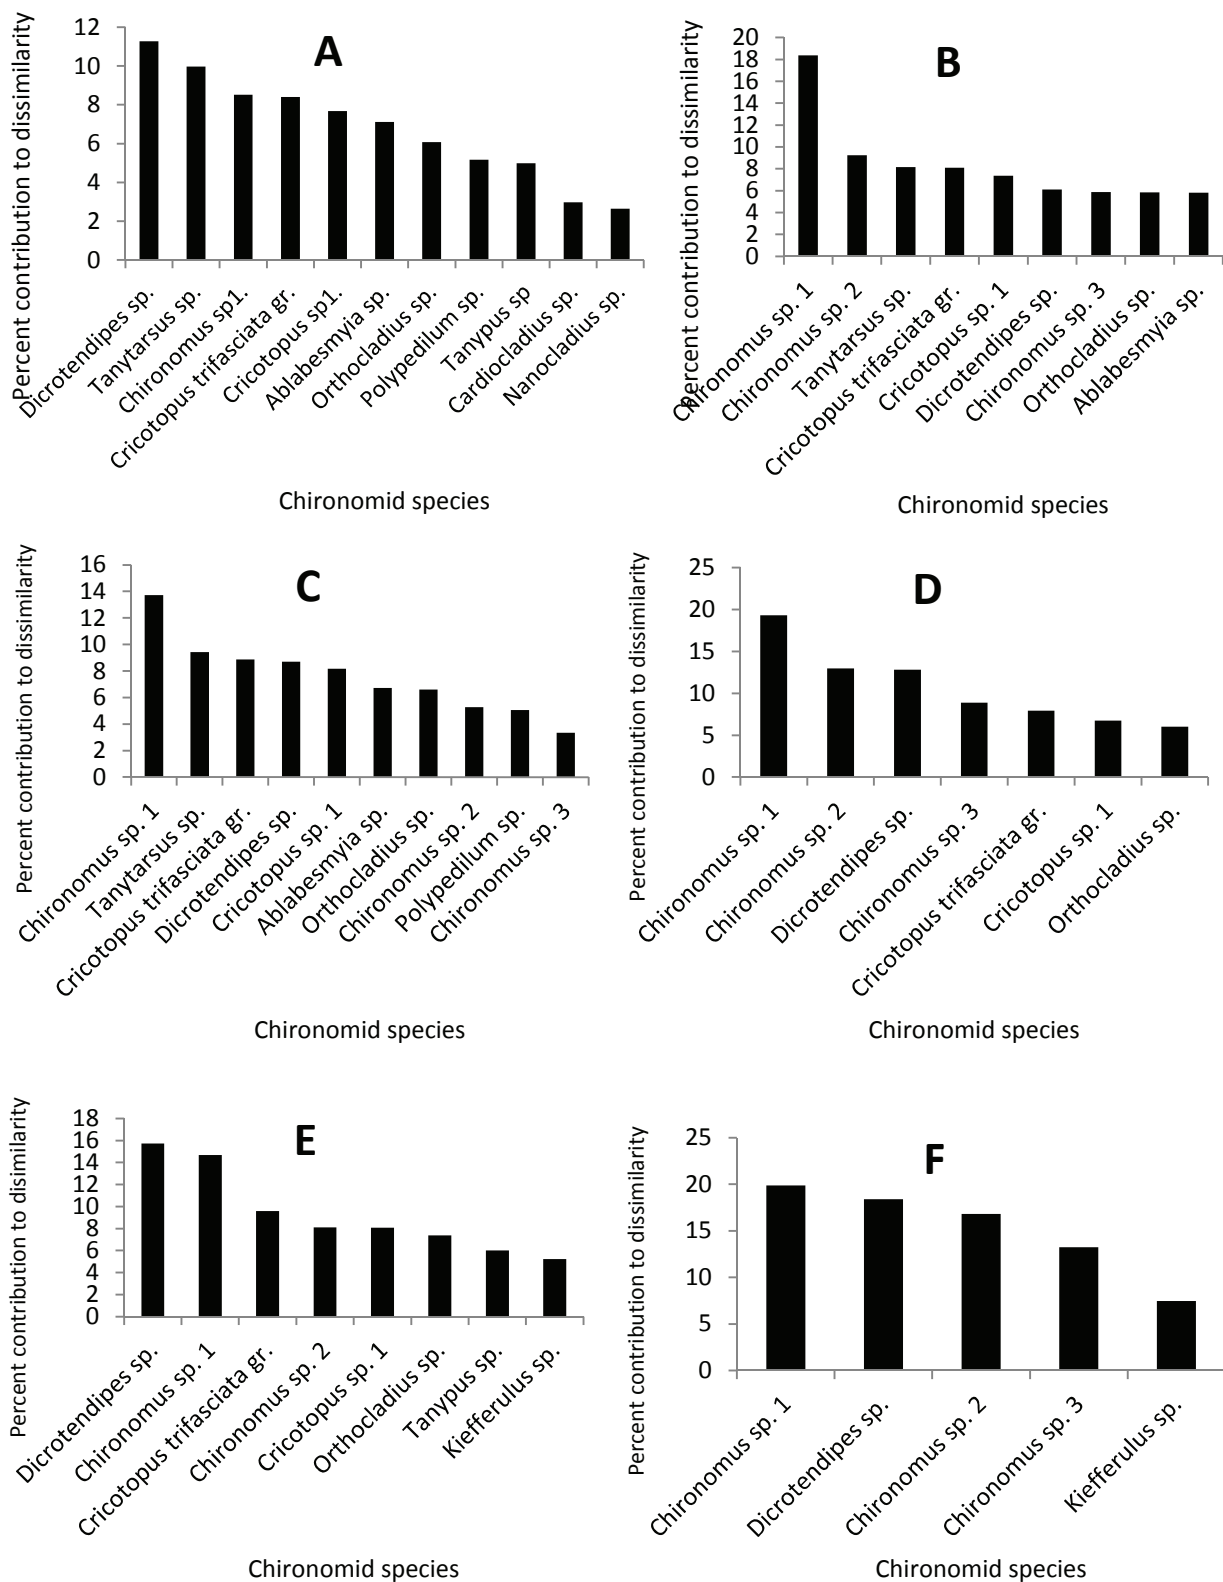 A
Percent contribution to dissimilarity
12
10
8
6
4
2
0
Dicrotendipes sp.
Tanytarsus sp.
Chironomus sp1.
Cricotopus trifasciata gr.
Cricotopus sp1.
Ablabesmyia sp.
Orthocladius sp.
Polypedilum sp.
Tanypus sp
Cardiocladius sp.
Nanocladius sp.
Chironomid species
B
Percent contribution to dissimilarity
20
18
16
14
12
10
8
6
4
2
0
Chironomus sp. 1
Chironomus sp. 2
Tanytarsus sp.
Cricotopus trifasciata gr.
Cricotopus sp. 1
Dicrotendipes sp.
Chironomus sp. 3
Orthocladius sp.
Ablabesmyia sp.
Chironomid species
C
Percent contribution to dissimilarity
16
14
12
10
8
6
4
2
0
Chironomus sp. 1
Tanytarsus sp.
Cricotopus trifasciata gr.
Dicrotendipes sp.
Cricotopus sp. 1
Ablabesmyia sp.
Orthocladius sp.
Chironomus sp. 2
Polypedilum sp.
Chironomus sp. 3
Chironomid species
D
Percent contribution to dissimilarity
25
20
15
10
5
0
Chironomus sp. 1
Chironomus sp. 2
Dicrotendipes sp.
Chironomus sp. 3
Cricotopus trifasciata gr.
Cricotopus sp. 1
Orthocladius sp.
Chironomid species
E
Percent contribution to disimilarity
18
16
14
12
10
8
6
4
2
0
Dicrotendipes sp.
Chironomus sp. 1
Cricotopus trifasciata gr.
Chironomus sp. 2
Cricotopus sp. 1
Orthocladius sp.
Tanypus sp.
Kiefferulus sp.
Chironomid species
F
Percent contribution to dissimilarity
25
20
15
10
5
0
Chironomus sp. 1
Dicrotendipes sp.
Chironomus sp. 2
Chironomus sp. 3
Kiefferulus sp.
Chironomid species